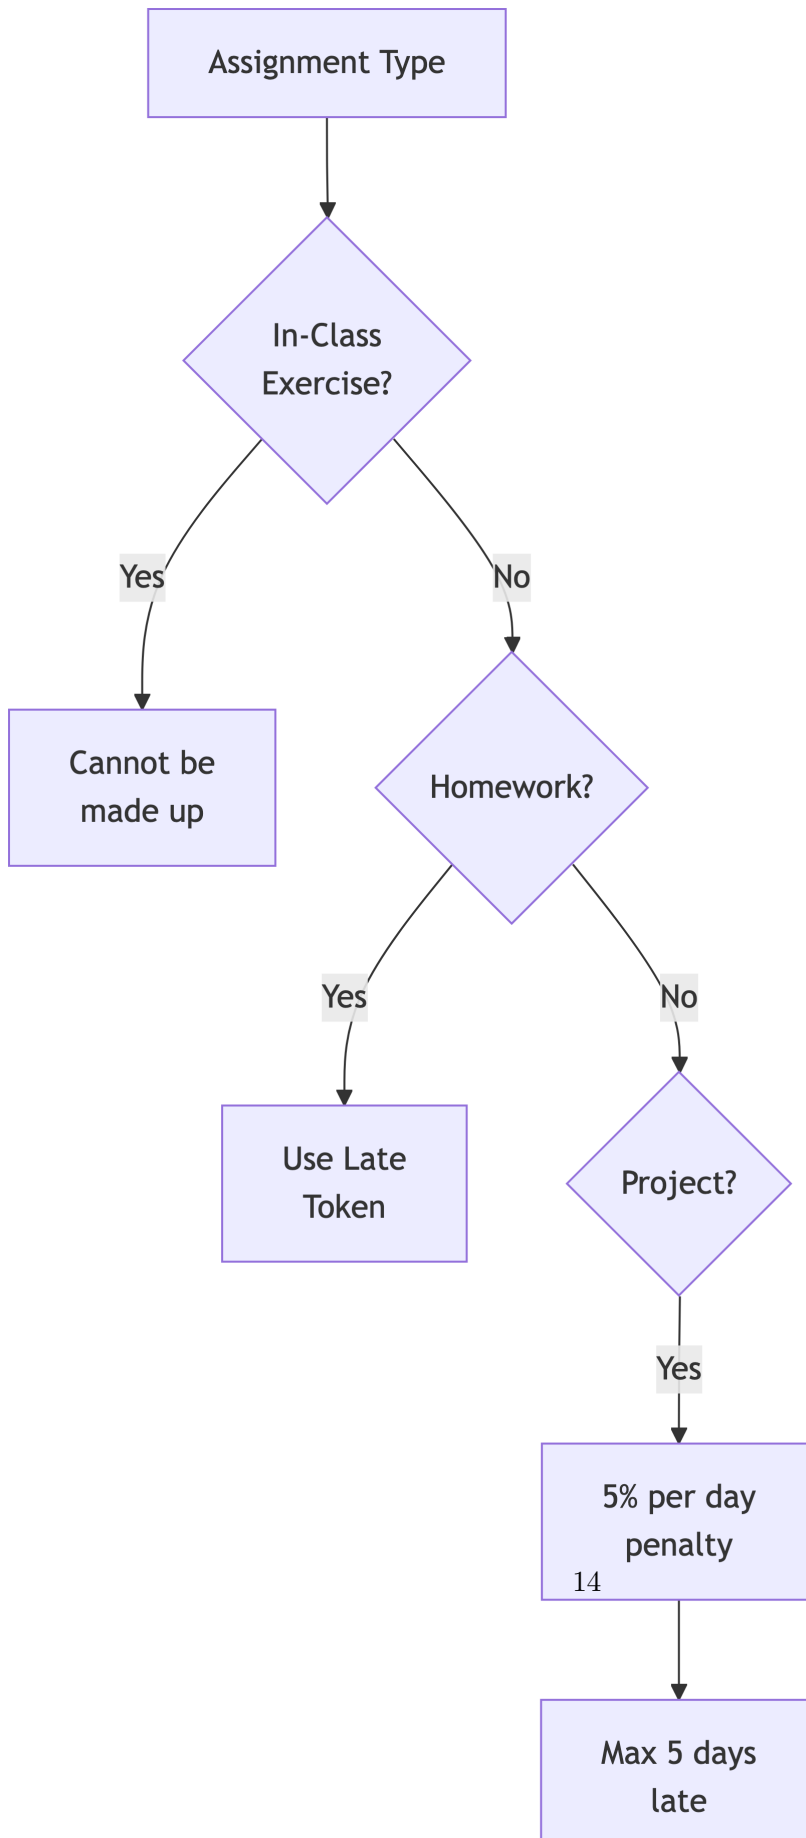 Assignment Type
In-Class
Exercise?
Yes
No
Cannot be
made up
Homework?
Yes
No
Use Late
Token
Project?
Yes
5% per day
penalty
14
Max 5 days
late